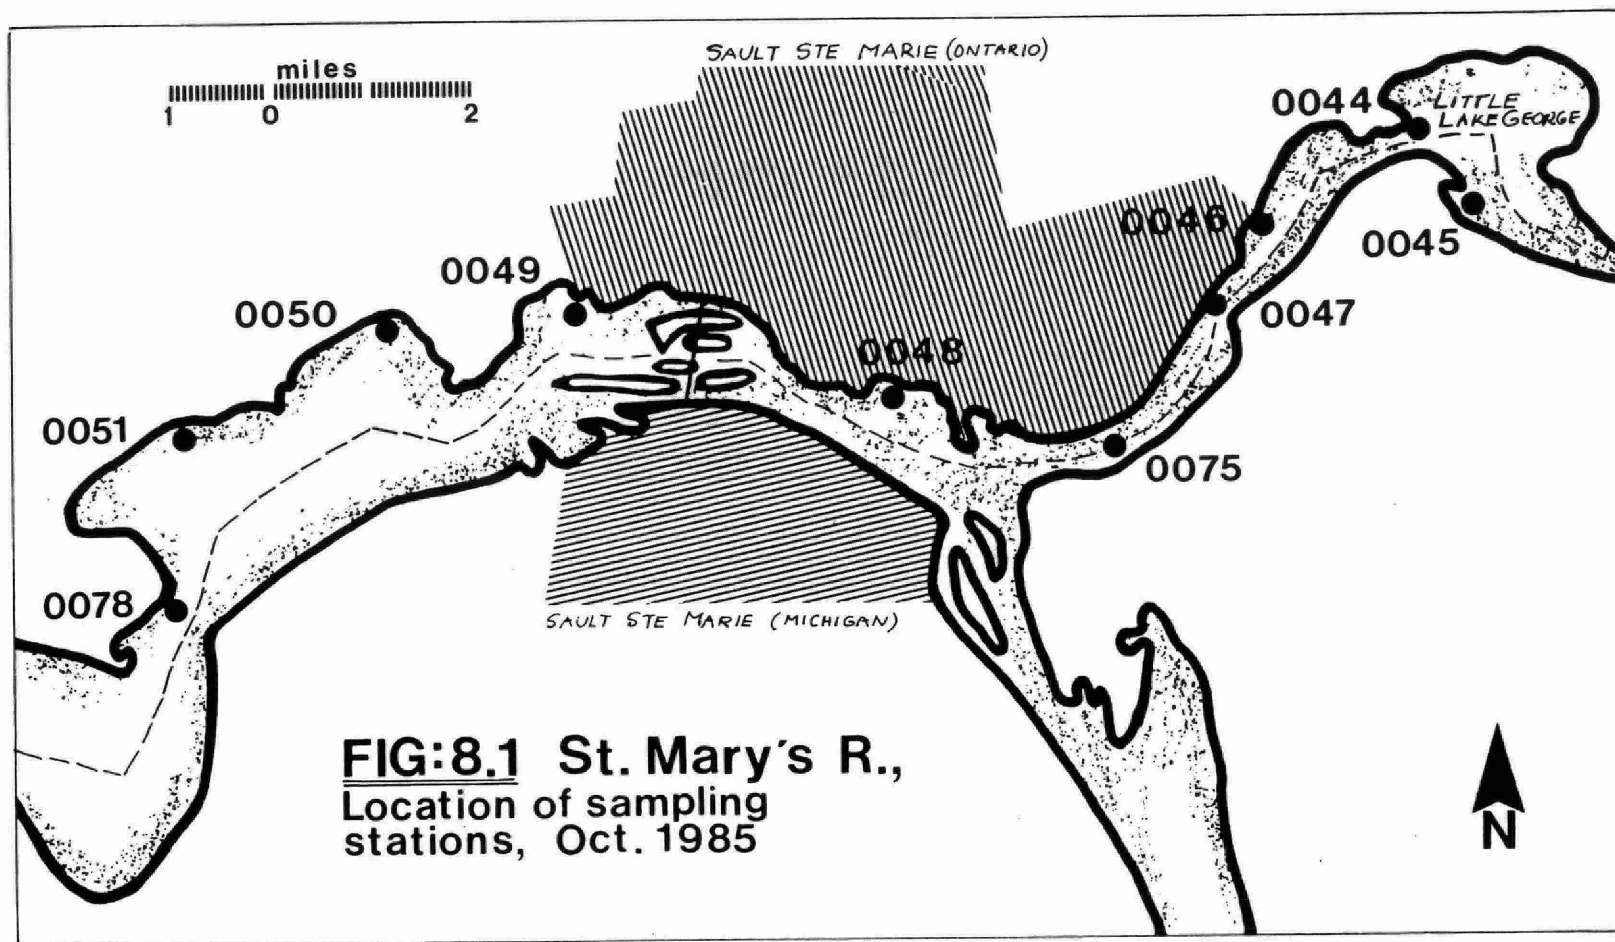 SAULT STE MARIE (ONTARIO)
miles
1 0 2
0044
LITTLE
LAKE GEORGE
0046
0045
0049
0050
0047
0048
0051
0075
0078
SAULT STE MARIE (MICHIGAN)
FIG:8.1 St. Mary's R.,
Location of sampling
stations, Oct. 1985
N